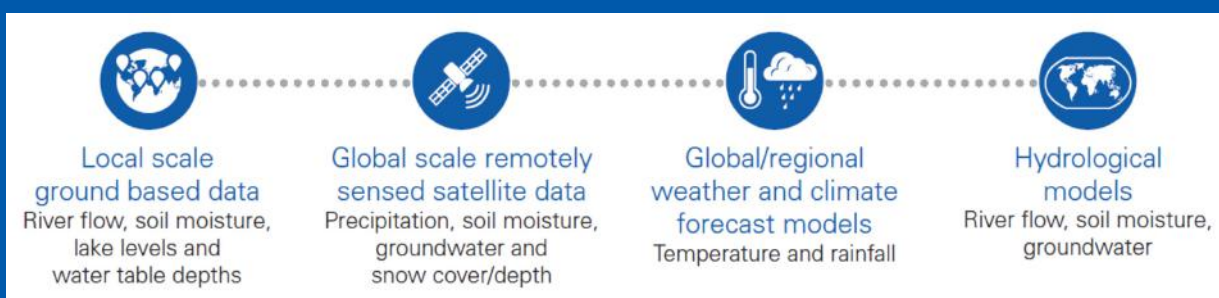 Local scale
ground based data
River flow, soil moisture,
lake levels and
water table depths
Global scale remotely
sensed satellite data
Precipitation, soil moisture,
groundwater and
snow cover/depth
Global/regional
weather and climate
forecast models
Temperature and rainfall
Hydrological
models
River flow, soil moisture,
groundwater